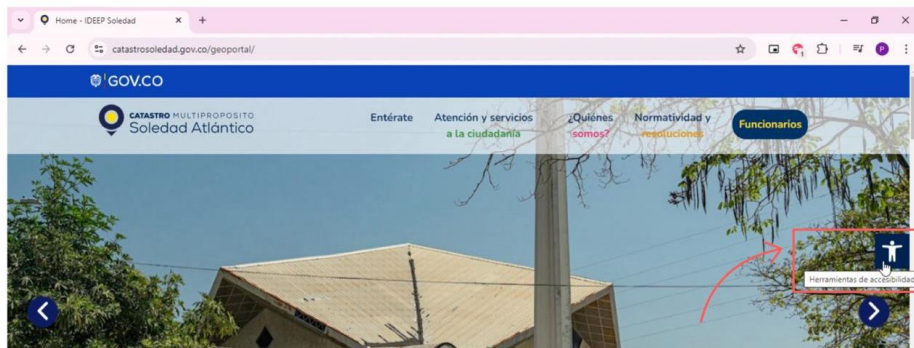 Home - IDEEP Soledad
catastrosoledad.gov.co/geoportal/
GOV.CO
CATASTRO MULTIPROPOSITO
Soledad Atlántico
Entérate
Atención y servicios
a la ciudadanía
¿Quiénes
somos?
Normatividad y
resoluciones
Funcionarios
Herramientas de accesibilidad